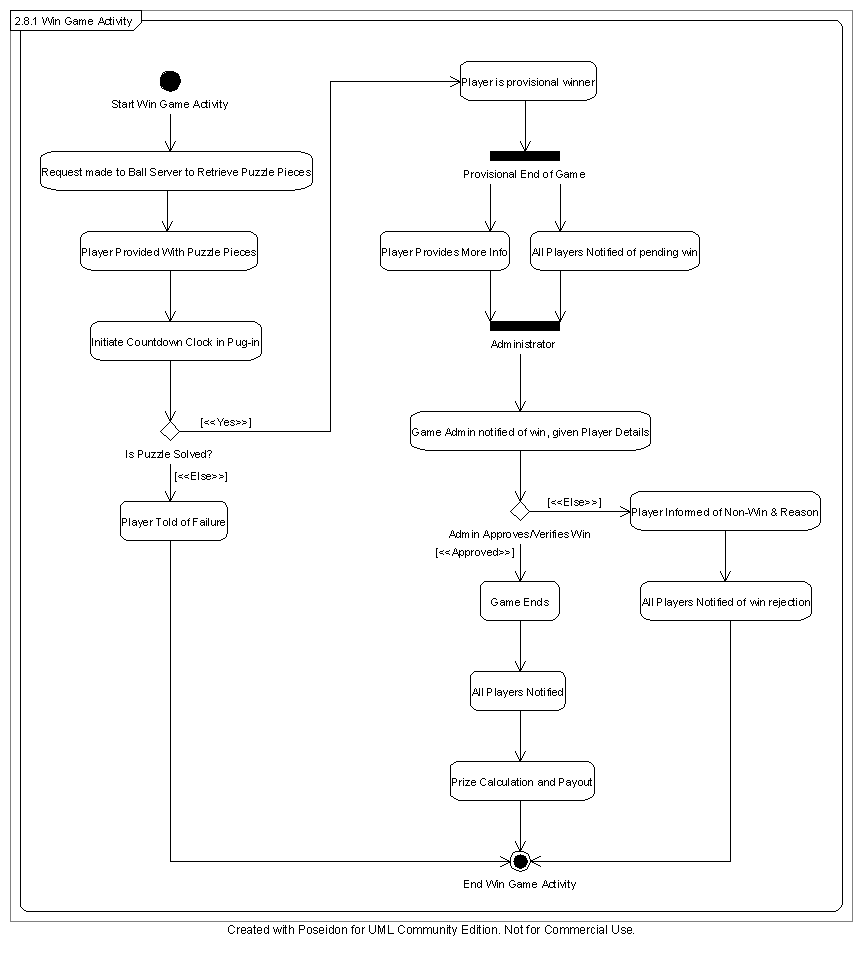 2.8.1 Win Game Activity
Start Win Game Activity
Request made to Ball Server to Retrieve Puzzle Pieces
Player Provided With Puzzle Pieces
Initiate Countdown Clock in Pug-in
[<<Yes>>]
Is Puzzle Solved?
[<<Else>>]
Player Told of Failure
Player is provisional winner
Provisional End of Game
Player Provides More Info
All Players Notified of pending win
Administrator
Game Admin notified of win, given Player Details
[<<Else>>]
Player Informed of Non-Win & Reason
Admin Approves/Verifies Win
[<<Approved>>]
Game Ends
All Players Notified of win rejection
All Players Notified
Prize Calculation and Payout
End Win Game Activity
Created with Poseidon for UML Community Edition. Not for Commercial Use.